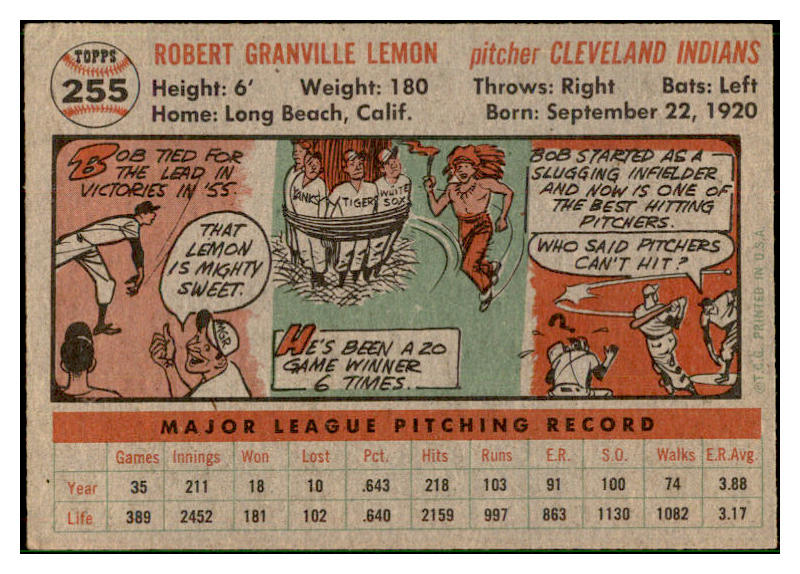 TOPPS
255
ROBERT GRANVILLE LEMON pitcher CLEVELAND INDIANS
Height: 6' Weight: 180 Throws: Right Bats: Left
Home: Long Beach, Calif. Born: September 22, 1920
BOB TIED FOR
THE LEAD IN
VICTORIES IN '55.
THAT
LEMON
IS MIGHTY
SWEET.
MGR
YANKS
TIGER
WHITE
SOX
HE'S BEEN A 20
GAME WINNER
6 TIMES.
BOB STARTED AS A
SLUGGING INFIELDER
AND NOW IS ONE OF
THE BEST HITTING
PITCHERS.
WHO SAID PITCHERS
CAN'T HIT?
©T.C.G. PRINTED IN U.S.A.
MAJOR LEAGUE PITCHING RECORD
Games Innings Won Lost Pct. Hits Runs E.R. S.O. Walks E.R.Avg.
Year 35 211 18 10 .643 218 103 91 100 74 3.88
Life 389 2452 181 102 .640 2159 997 863 1130 1082 3.17